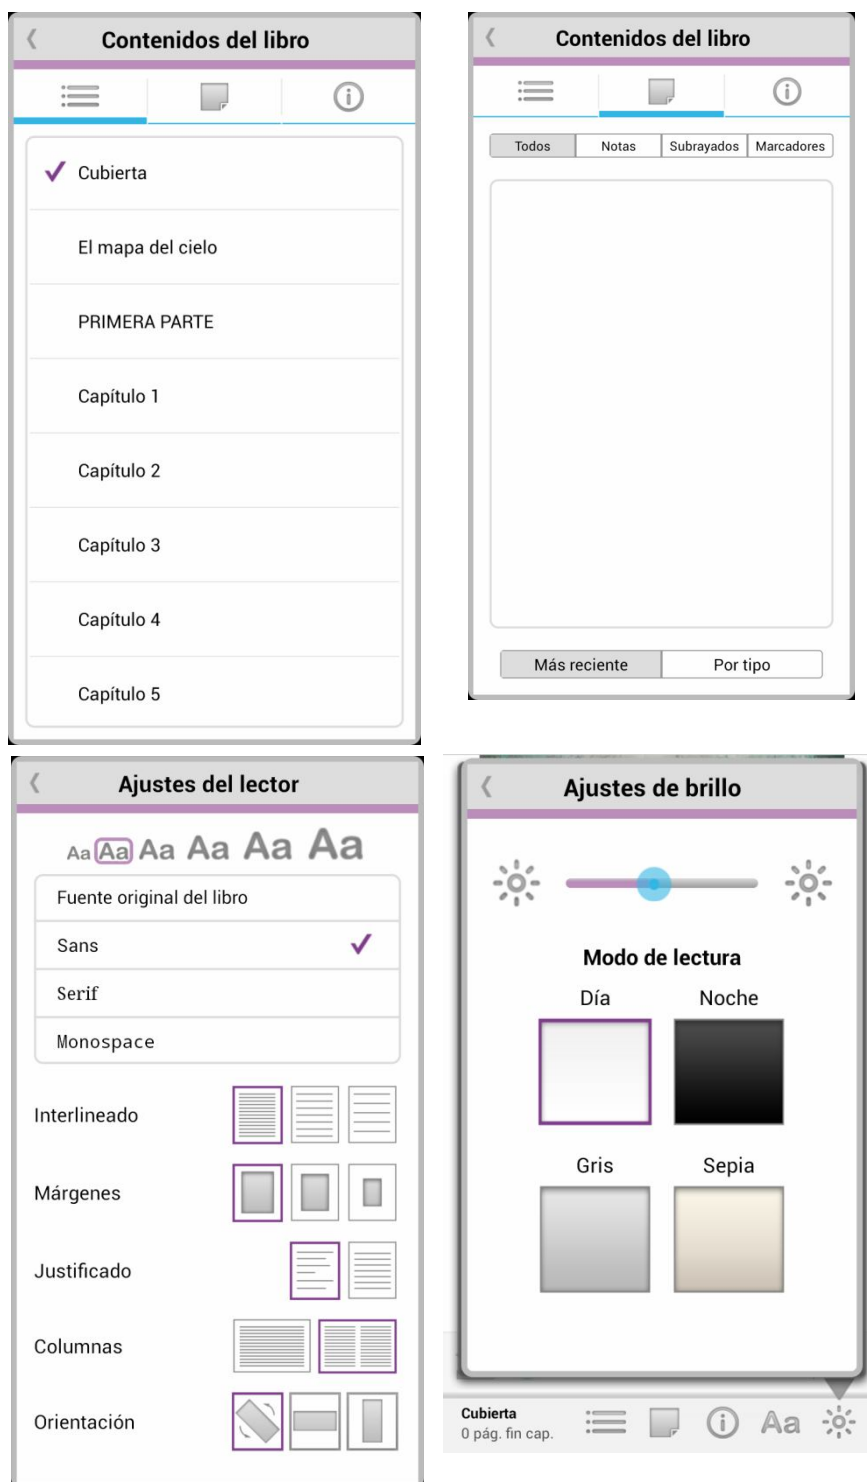 Contenidos del libro
Cubierta
El mapa del cielo
PRIMERA PARTE
Capítulo 1
Capítulo 2
Capítulo 3
Capítulo 4
Capítulo 5
Contenidos del libro
Todos Notas Subrayados Marcadores
Más reciente Por tipo
Ajustes del lector
Aa Aa Aa Aa Aa Aa
Fuente original del libro
Sans
Serif
Monospace
Interlineado
Márgenes
Justificado
Columnas
Orientación
Ajustes de brillo
Modo de lectura
Día Noche
Gris Sepia
Cubierta
0 pág. fin cap.
Aa